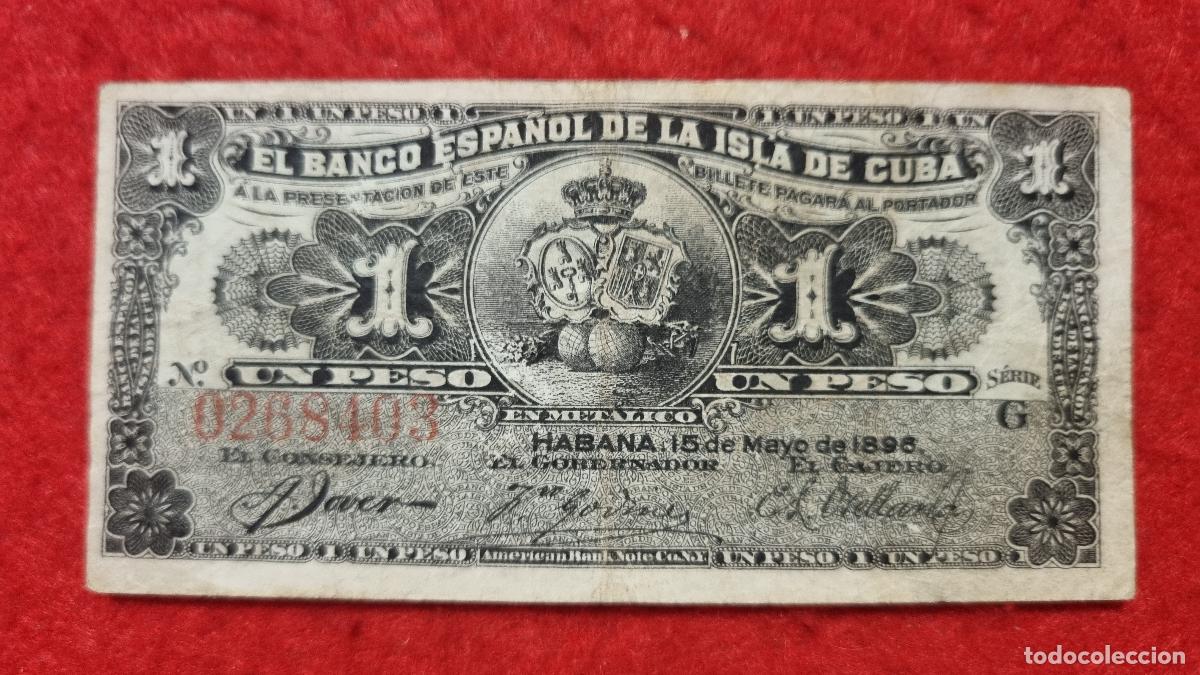 UN 1 UN PESO 1
1 UN PESO 1 UN
EL BANCO ESPAÑOL DE LA ISLA DE CUBA
Á LA PRESENTACION DE ESTE BILLETE PAGARÁ AL PORTADOR
1 1
1 1
Nº UN PESO UN PESO SÉRIE
0268403 EN METALICO G
HABANA, 15 de Mayo de 1896.
EL CONSEJERO. EL GOBERNADOR EL CAJERO
UN PESO 1 UN PESO American Bank Note Co. N.Y. UN PESO 1 UN PESO 1
todocoleccion